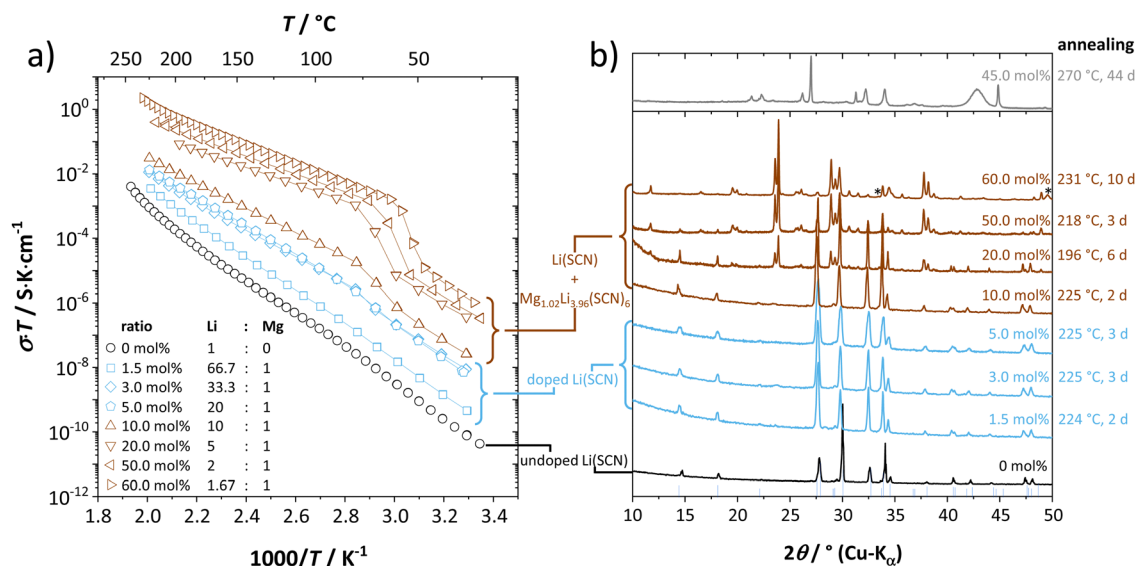 a)
T / °C
240 200 150 100 50
10⁰
10⁻²
10⁻⁴
10⁻⁶
10⁻⁸
10⁻¹⁰
10⁻¹²
σ·T / S·K·cm⁻¹
ratio Li : Mg
0 mol% 1 : 0
1.5 mol% 66.7 : 1
3.0 mol% 33.3 : 1
5.0 mol% 20 : 1
10.0 mol% 10 : 1
20.0 mol% 5 : 1
50.0 mol% 2 : 1
60.0 mol% 1.67 : 1
1.8 2.0 2.2 2.4 2.6 2.8 3.0 3.2 3.4
1000/T / K⁻¹
Li(SCN)
+
Mg₁.₀₂Li₃.₉₆(SCN)₆
doped Li(SCN)
undoped Li(SCN)
b)
annealing
45.0 mol% 270 °C, 44 d
60.0 mol% 231 °C, 10 d
* *
50.0 mol% 218 °C, 3 d
20.0 mol% 196 °C, 6 d
10.0 mol% 225 °C, 2 d
5.0 mol% 225 °C, 3 d
3.0 mol% 225 °C, 3 d
1.5 mol% 224 °C, 2 d
0 mol%
10 15 20 25 30 35 40 45 50
2θ / ° (Cu-Kα)